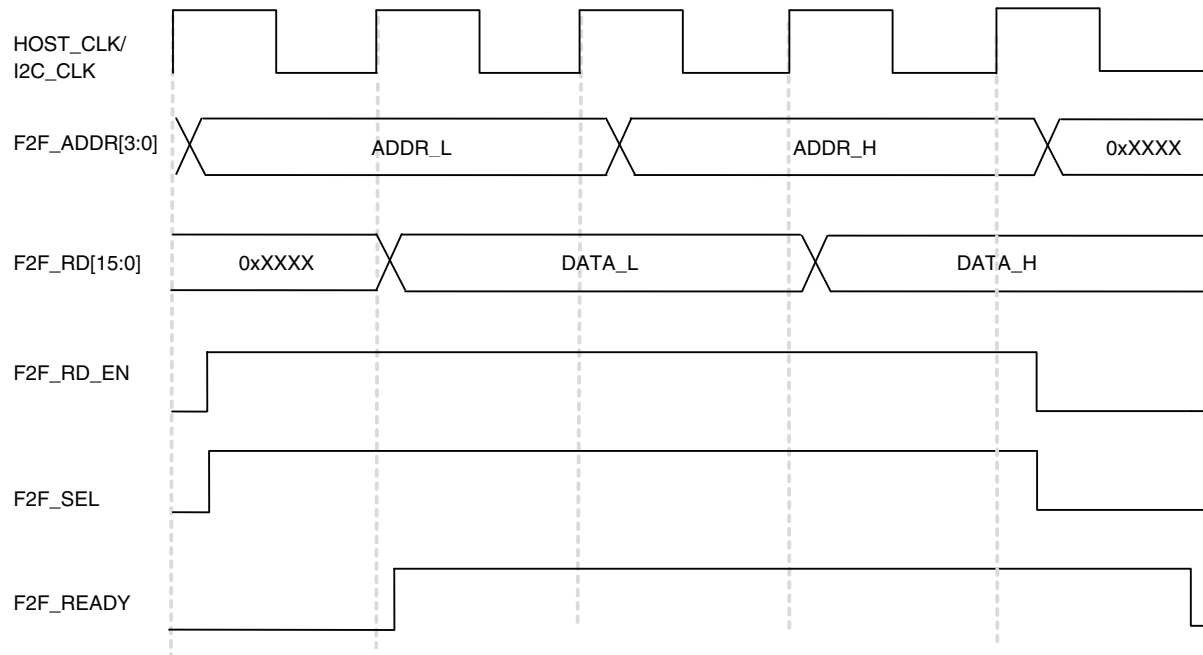 HOST_CLK/
I2C_CLK
F2F_ADDR[3:0]
ADDR_L
ADDR_H
0xXXXX
F2F_RD[15:0]
0xXXXX
DATA_L
DATA_H
F2F_RD_EN
F2F_SEL
F2F_READY